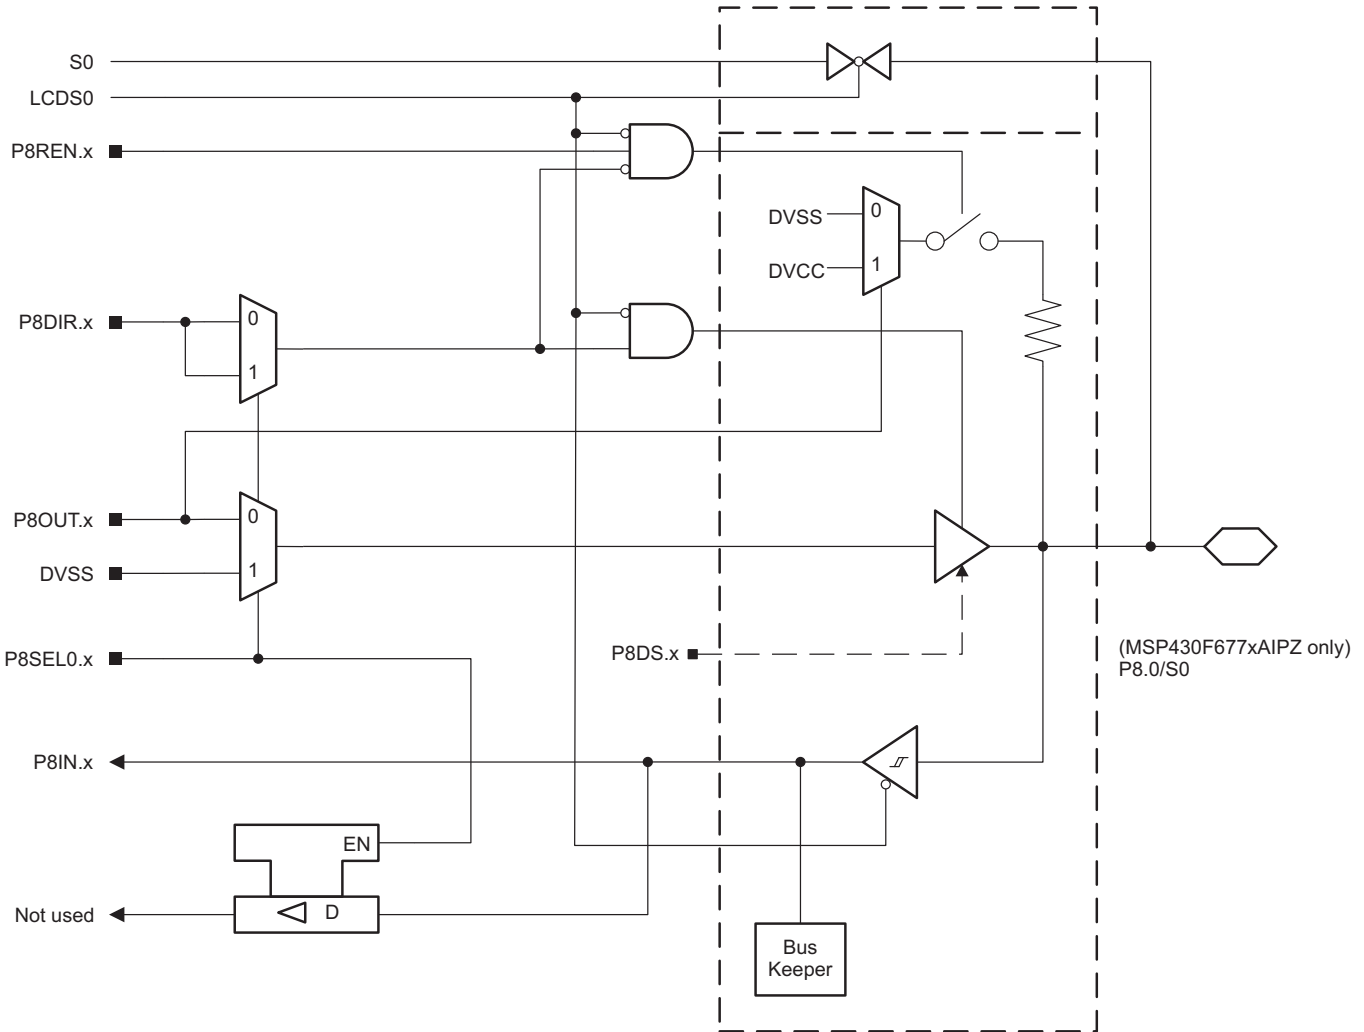 S0
LCDS0
P8REN.x
DVSS
0
DVCC
1
P8DIR.x
0
1
P8OUT.x
0
DVSS
1
P8SEL0.x
P8DS.x
(MSP430F677xAIPZ only)
P8.0/S0
P8IN.x
EN
Not used
D
Bus
Keeper